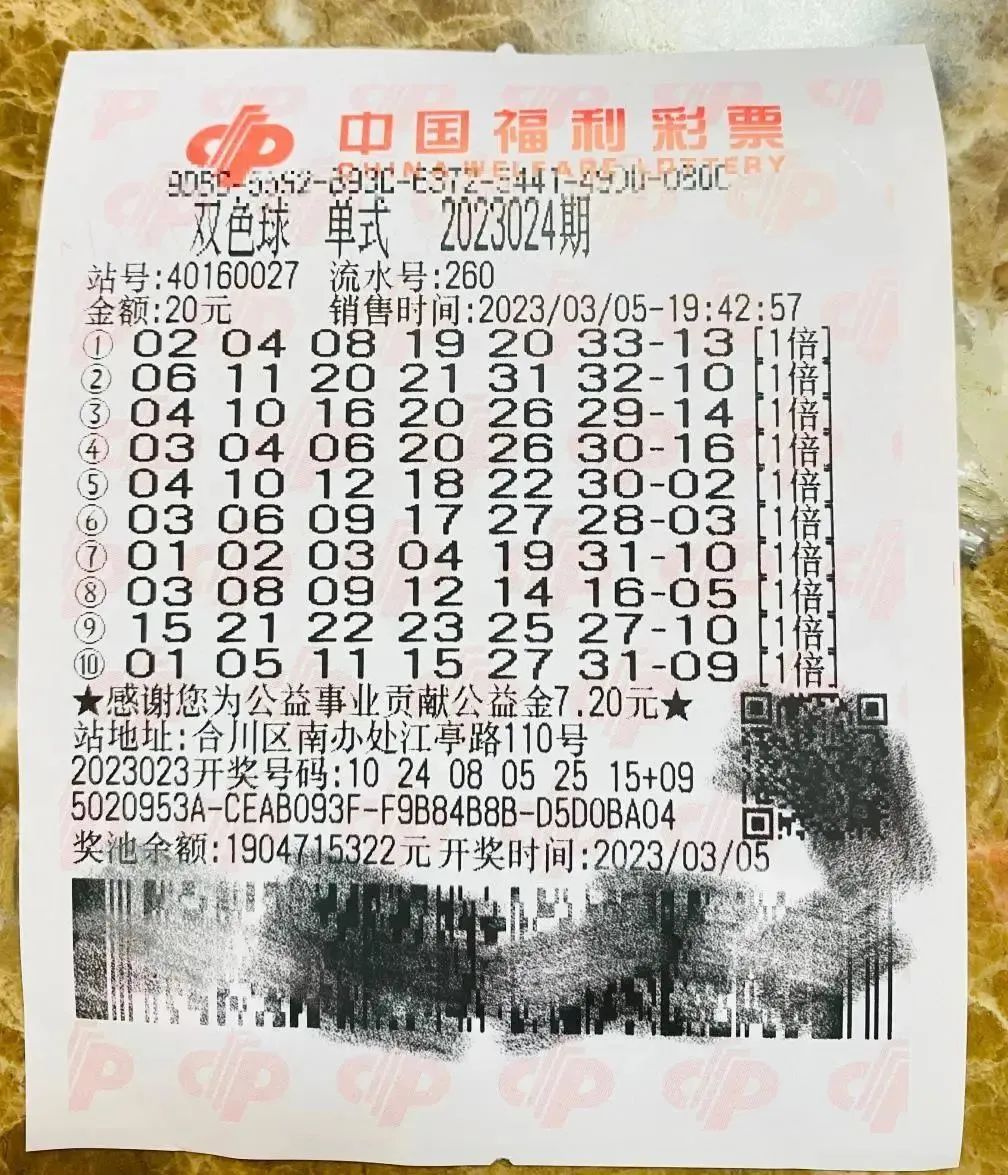 中国福利彩票
CHINA WELFARE LOTTERY
双色球 单式 2023024期
站号:40160027 流水号:260
金额:20元 销售时间:2023/03/05-19:42:57
① 02 04 08 19 20 33-13 [1倍]
② 06 11 20 21 31 32-10 [1倍]
③ 04 10 16 20 26 29-14 [1倍]
④ 03 04 06 20 26 30-16 [1倍]
⑤ 04 10 12 18 22 30-02 [1倍]
⑥ 03 06 09 17 27 28-03 [1倍]
⑦ 01 02 03 04 19 31-10 [1倍]
⑧ 03 08 09 12 14 16-05 [1倍]
⑨ 15 21 22 23 25 27-10 [1倍]
⑩ 01 05 11 15 27 31-09 [1倍]
★感谢您为公益事业贡献公益金7.20元★
站地址:合川区南办处江亭路110号
2023023开奖号码:10 24 08 05 25 15+09
5020953A-CEAB093F-F9B84B8B-D5D0BA04
奖池余额:1904715322元 开奖时间:2023/03/05